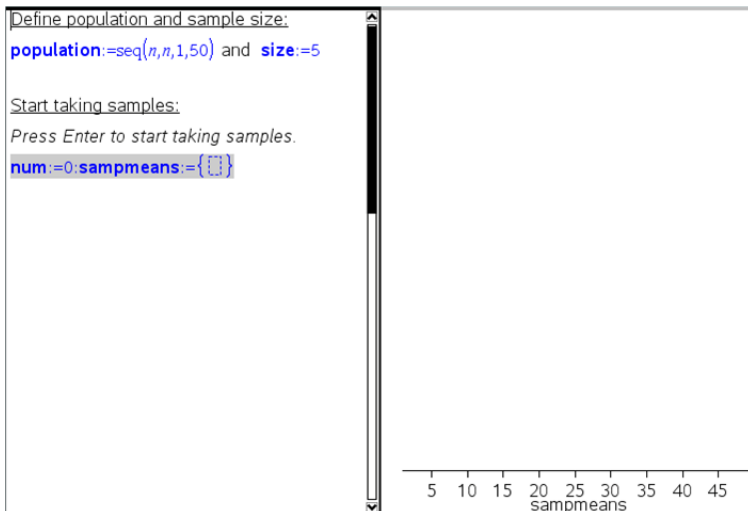 Define population and sample size:
population:=seq(n,n,1,50) and size:=5
Start taking samples:
Press Enter to start taking samples.
num:=0:sampmeans:={⬚}
5 10 15 20 25 30 35 40 45
sampmeans